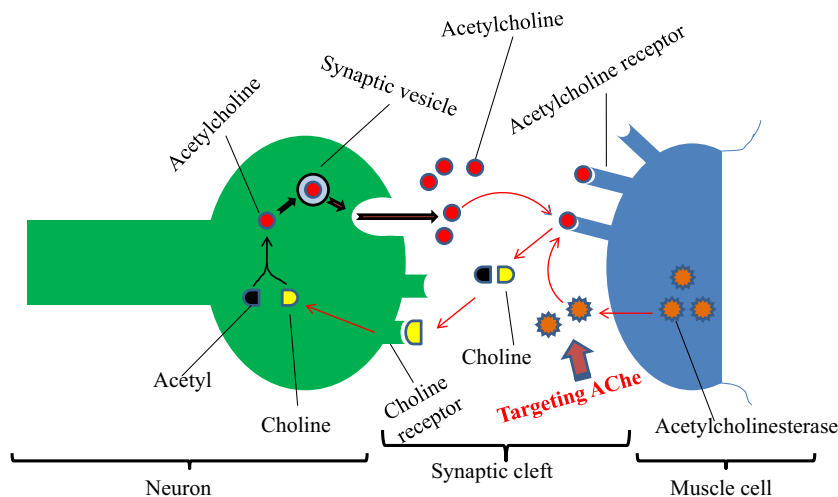 Acetylcholine
Synaptic vesicle
Acetylcholine receptor
Acetylcholine
Acetyl
Choline
Choline
receptor
Choline
Targeting AChe
Acetylcholinesterase
Neuron
Synaptic cleft
Muscle cell